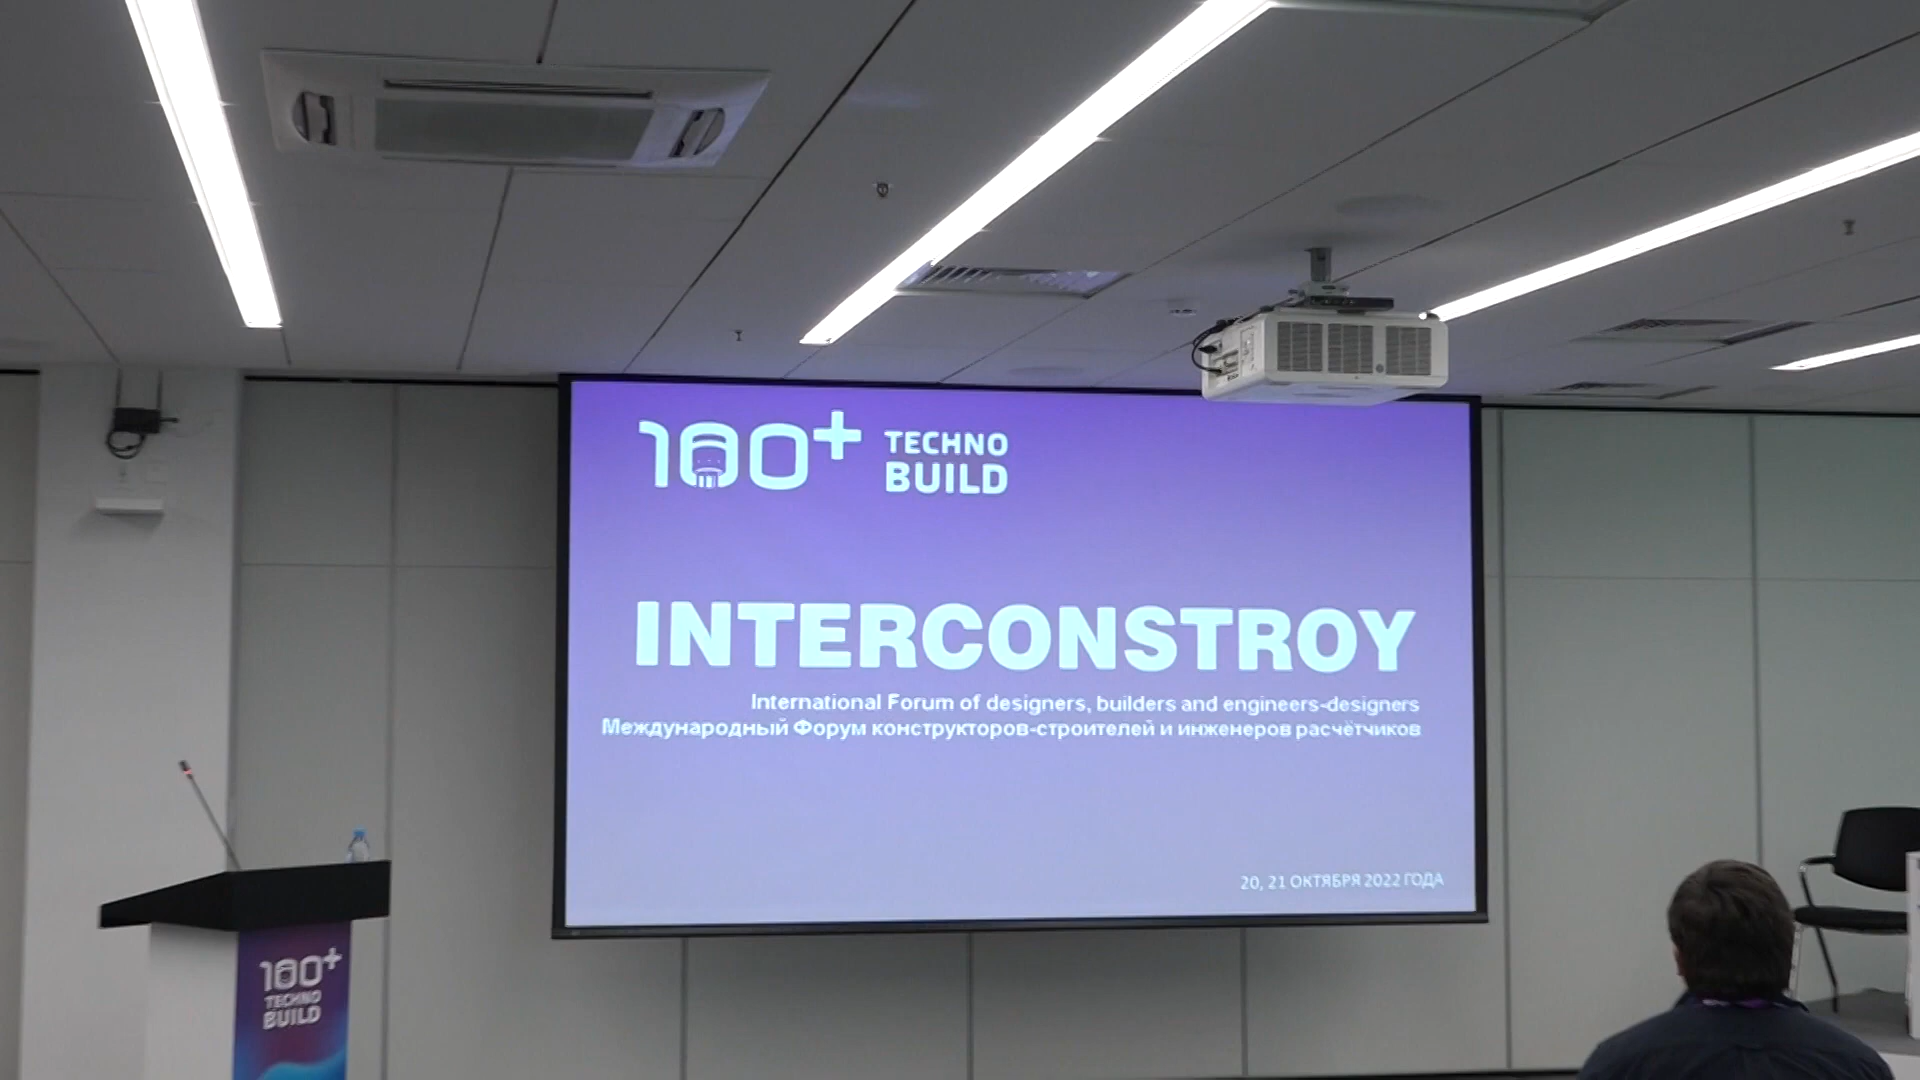 100+ TECHNO
BUILD
INTERCONSTROY
International Forum of designers, builders and engineers-designers
Международный Форум конструкторов-строителей и инженеров расчётчиков
20, 21 ОКТЯБРЯ 2022 ГОДА
100+
TECHNO
BUILD